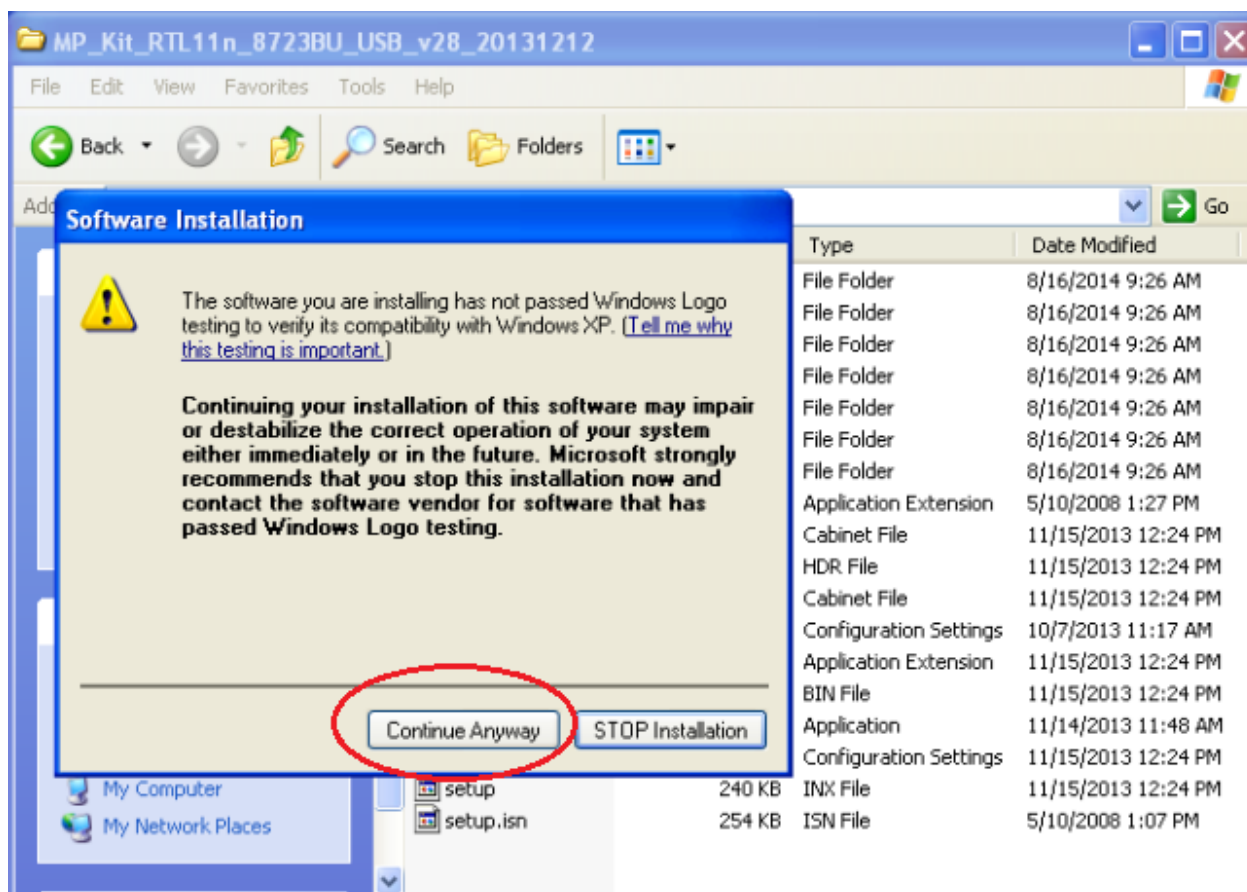 MP_Kit_RTL11n_8723BU_USB_v28_20131212
File Edit View Favorites Tools Help
Back Search Folders
Add Go
Software Installation
The software you are installing has not passed Windows Logo
testing to verify its compatibility with Windows XP. (Tell me why
this testing is important.)
Continuing your installation of this software may impair
or destabilize the correct operation of your system
either immediately or in the future. Microsoft strongly
recommends that you stop this installation now and
contact the software vendor for software that has
passed Windows Logo testing.
Continue Anyway STOP Installation
Type Date Modified
File Folder 8/16/2014 9:26 AM
File Folder 8/16/2014 9:26 AM
File Folder 8/16/2014 9:26 AM
File Folder 8/16/2014 9:26 AM
File Folder 8/16/2014 9:26 AM
File Folder 8/16/2014 9:26 AM
File Folder 8/16/2014 9:26 AM
Application Extension 5/10/2008 1:27 PM
Cabinet File 11/15/2013 12:24 PM
HDR File 11/15/2013 12:24 PM
Cabinet File 11/15/2013 12:24 PM
Configuration Settings 10/7/2013 11:17 AM
Application Extension 11/15/2013 12:24 PM
BIN File 11/15/2013 12:24 PM
Application 11/14/2013 11:48 AM
Configuration Settings 11/15/2013 12:24 PM
My Computer setup 240 KB INX File 11/15/2013 12:24 PM
My Network Places setup.isn 254 KB ISN File 5/10/2008 1:07 PM